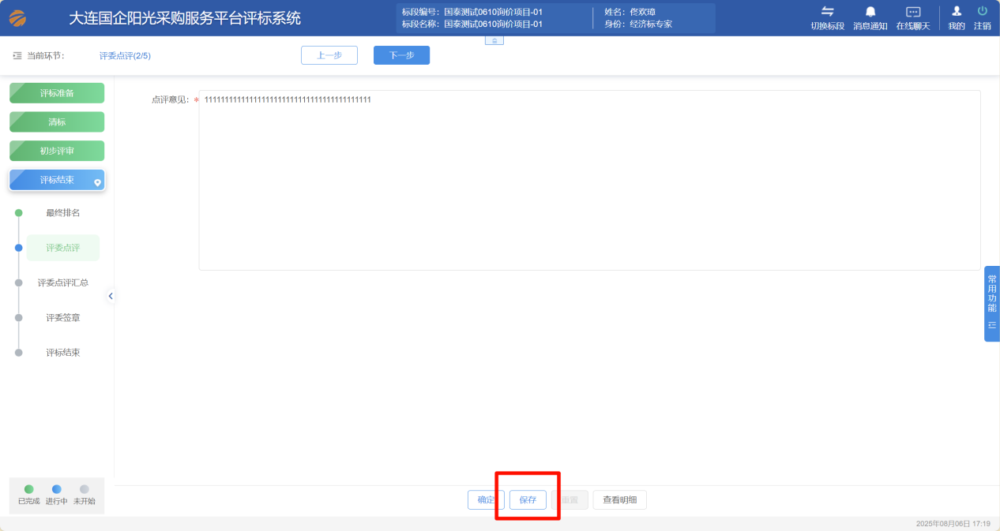 大连国企阳光采购服务平台评标系统
标段编号：国泰测试0610询价项目-01
标段名称：国泰测试0610询价项目-01
姓名：佟欢璋
身份：经济标专家
切换标段 消息通知 在线聊天 我的 注销
当前环节： 评委点评(2/5) 上一步 下一步
评标准备
清标
初步评审
评标结束
最终排名
评委点评
评委点评汇总
评委签章
评标结束
已完成 进行中 未开始
点评意见：*
常用功能
确定 保存 重置 查看明细
2025年08月06日 17:19